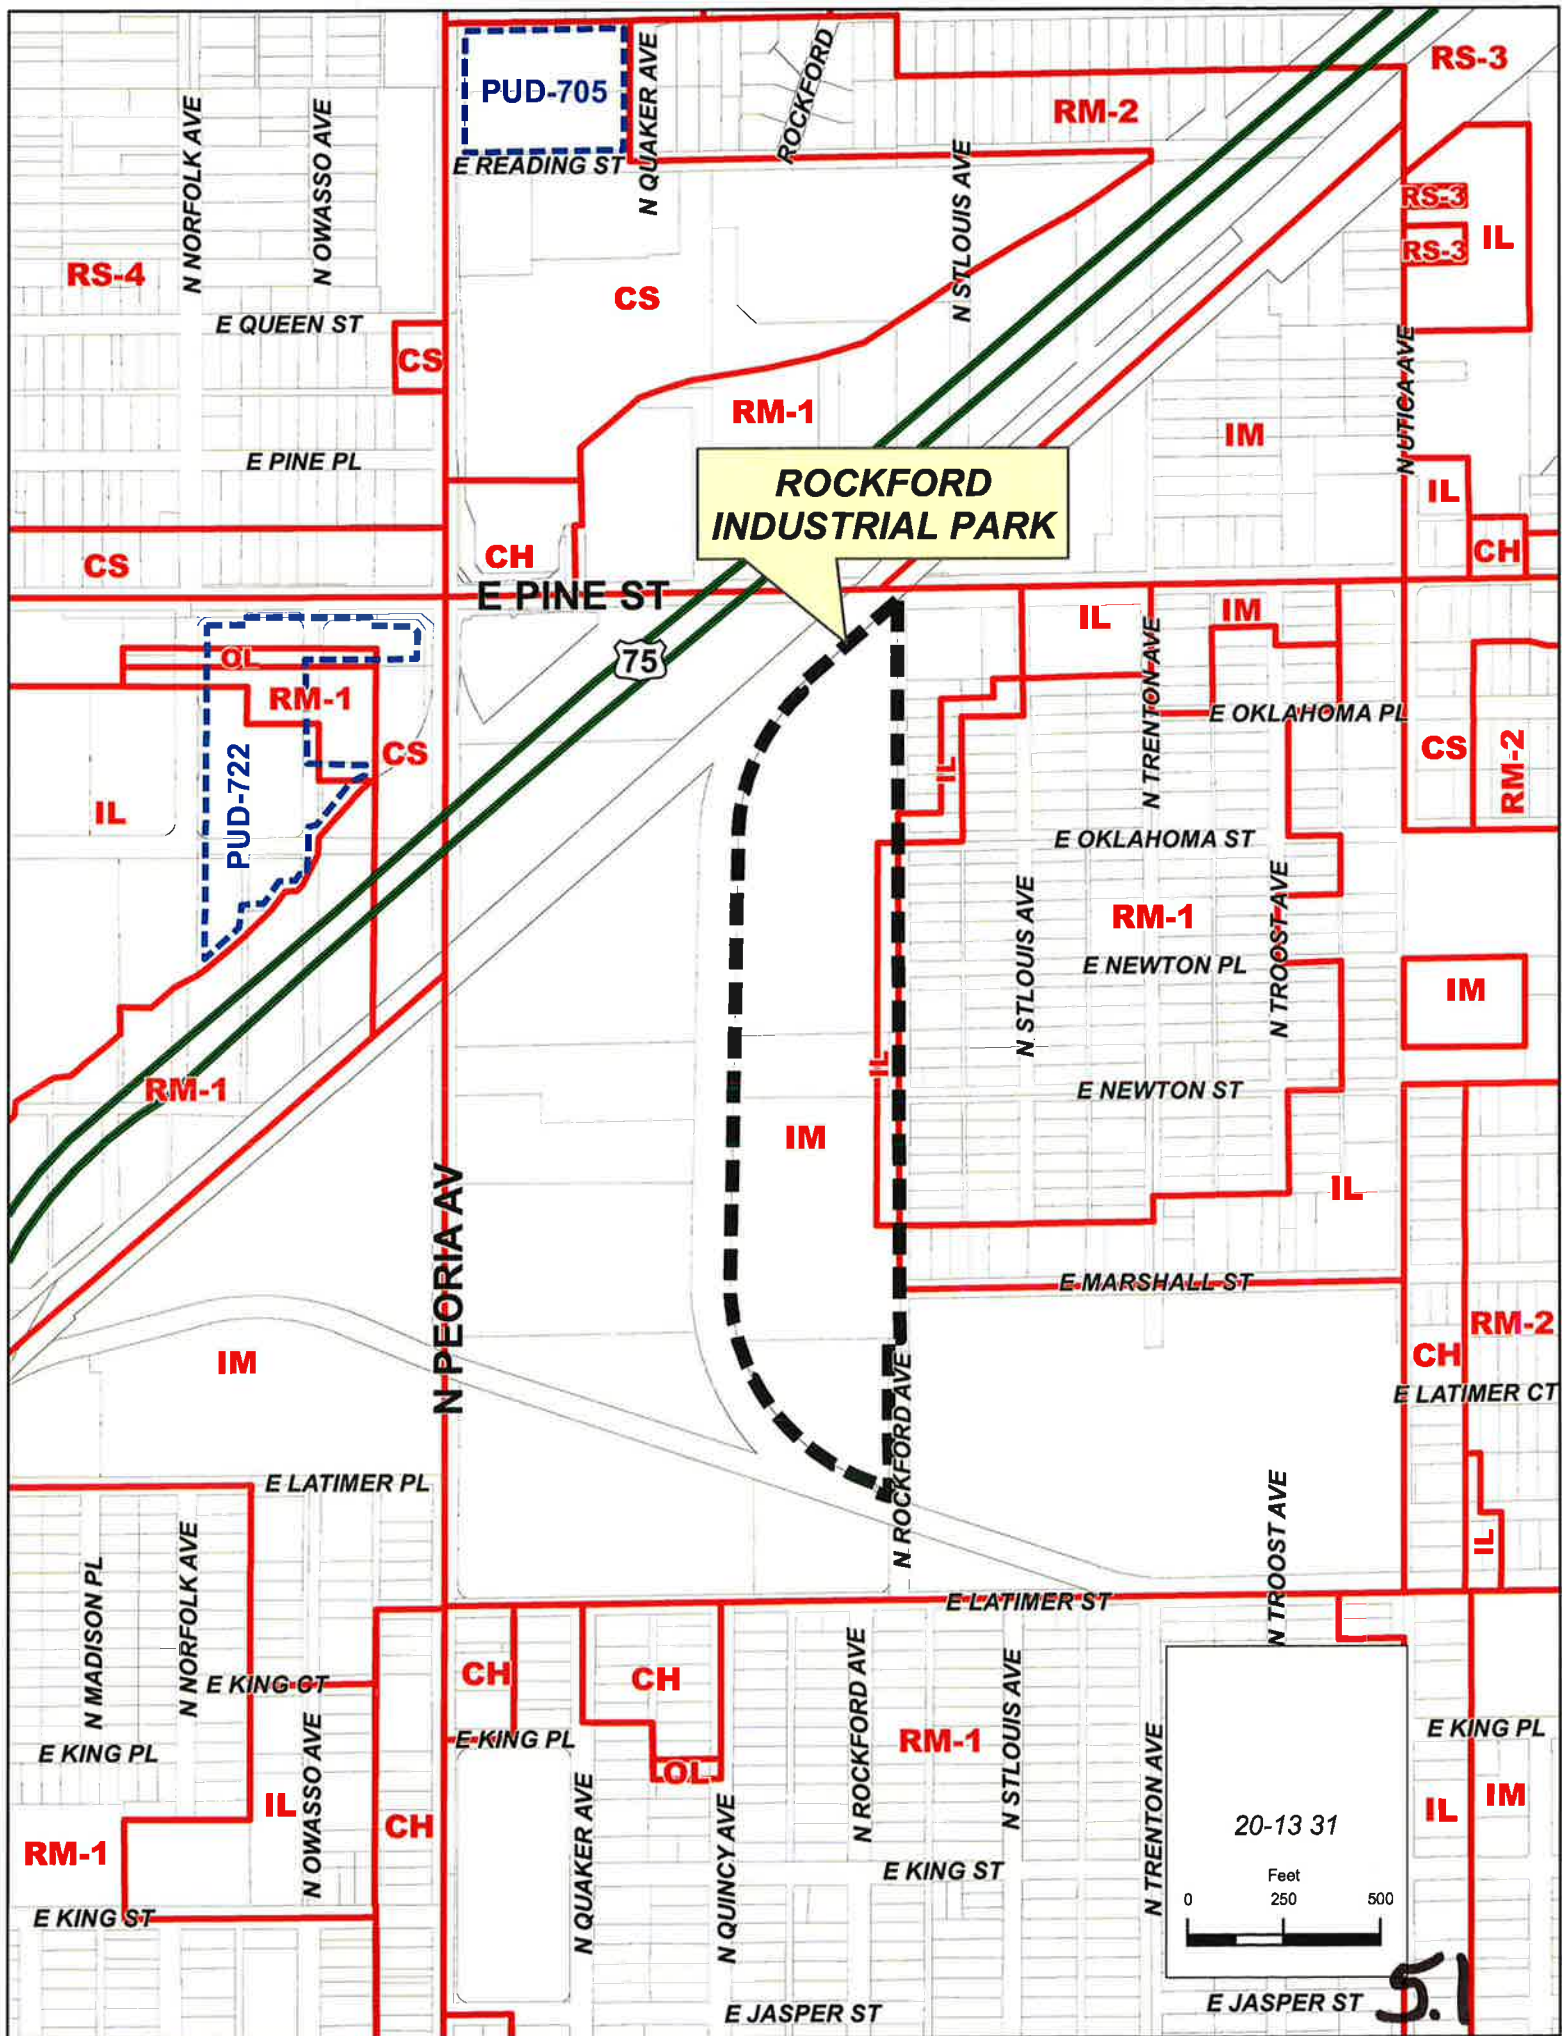 RS-3
PUD-705
N QUAKER AVE
ROCKFORD
RM-2
N NORFOLK AVE
N OWASSO AVE
E READING ST
N STLOUIS AVE
RS-3
RS-3
IL
RS-4
CS
E QUEEN ST
CS
N UTICA AVE
RM-1
IM
E PINE PL
IL
ROCKFORD
INDUSTRIAL PARK
CH
CH
CS
E PINE ST
IL
IM
75
OL
RM-1
N TRENTON AVE
E OKLAHOMA PL
CS
CS
RM-2
IL
PUD-722
IL
E OKLAHOMA ST
N STLOUIS AVE
RM-1
N TROOST AVE
E NEWTON PL
IM
IL
RM-1
E NEWTON ST
IM
IL
N PEORIA AV
E MARSHALL ST
RM-2
IM
CH
N ROCKFORD AVE
E LATIMER CT
E LATIMER PL
N TROOST AVE
IL
N MADISON PL
N NORFOLK AVE
E LATIMER ST
CH
CH
N ROCKFORD AVE
N STLOUIS AVE
E KING CT
E KING PL
RM-1
N TRENTON AVE
E KING PL
E KING PL
N OWASSO AVE
OL
IL
CH
N QUAKER AVE
N QUINCY AVE
IL
IM
RM-1
20-13 31
E KING ST
Feet
0 250 500
E KING ST
E JASPER ST
E JASPER ST
5.1